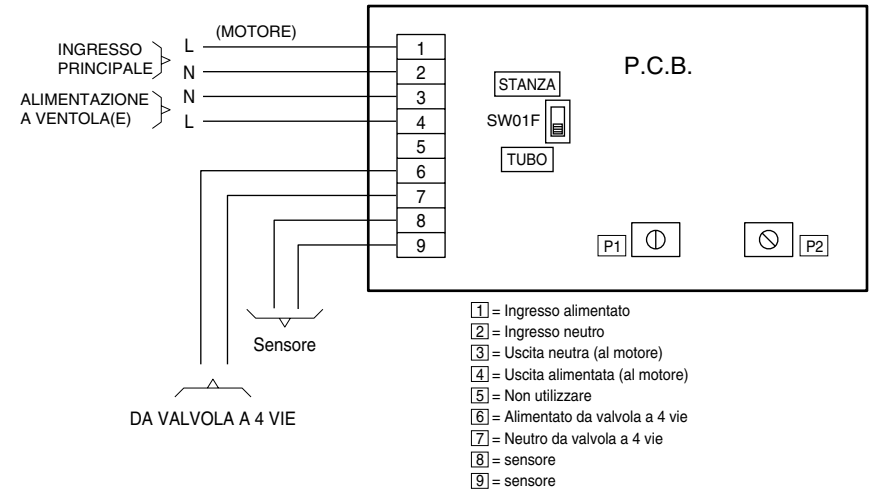 (MOTORE)
INGRESSO
PRINCIPALE
L
N
ALIMENTAZIONE
A VENTOLA(E)
N
L
1
2
3
4
5
6
7
8
9
P.C.B.
STANZA
SW01F
TUBO
P1
P2
Sensore
DA VALVOLA A 4 VIE
1 = Ingresso alimentato
2 = Ingresso neutro
3 = Uscita neutra (al motore)
4 = Uscita alimentata (al motore)
5 = Non utilizzare
6 = Alimentato da valvola a 4 vie
7 = Neutro da valvola a 4 vie
8 = sensore
9 = sensore